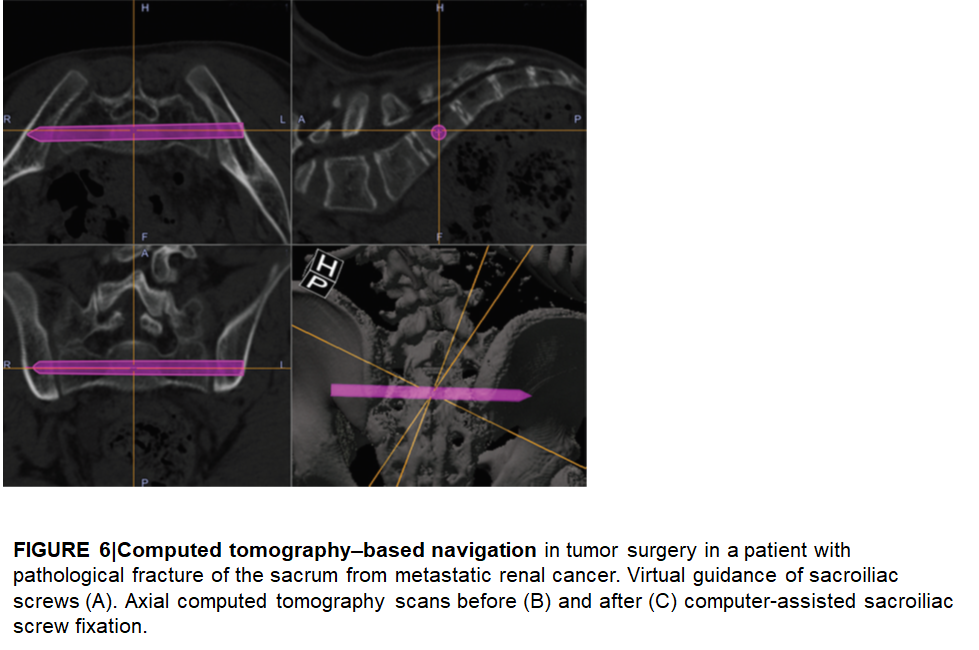 H
H
R
L
A
P
F
F
A
H
P
R
L
P
FIGURE 6|Computed tomography–based navigation in tumor surgery in a patient with
pathological fracture of the sacrum from metastatic renal cancer. Virtual guidance of sacroiliac
screws (A). Axial computed tomography scans before (B) and after (C) computer-assisted sacroiliac
screw fixation.